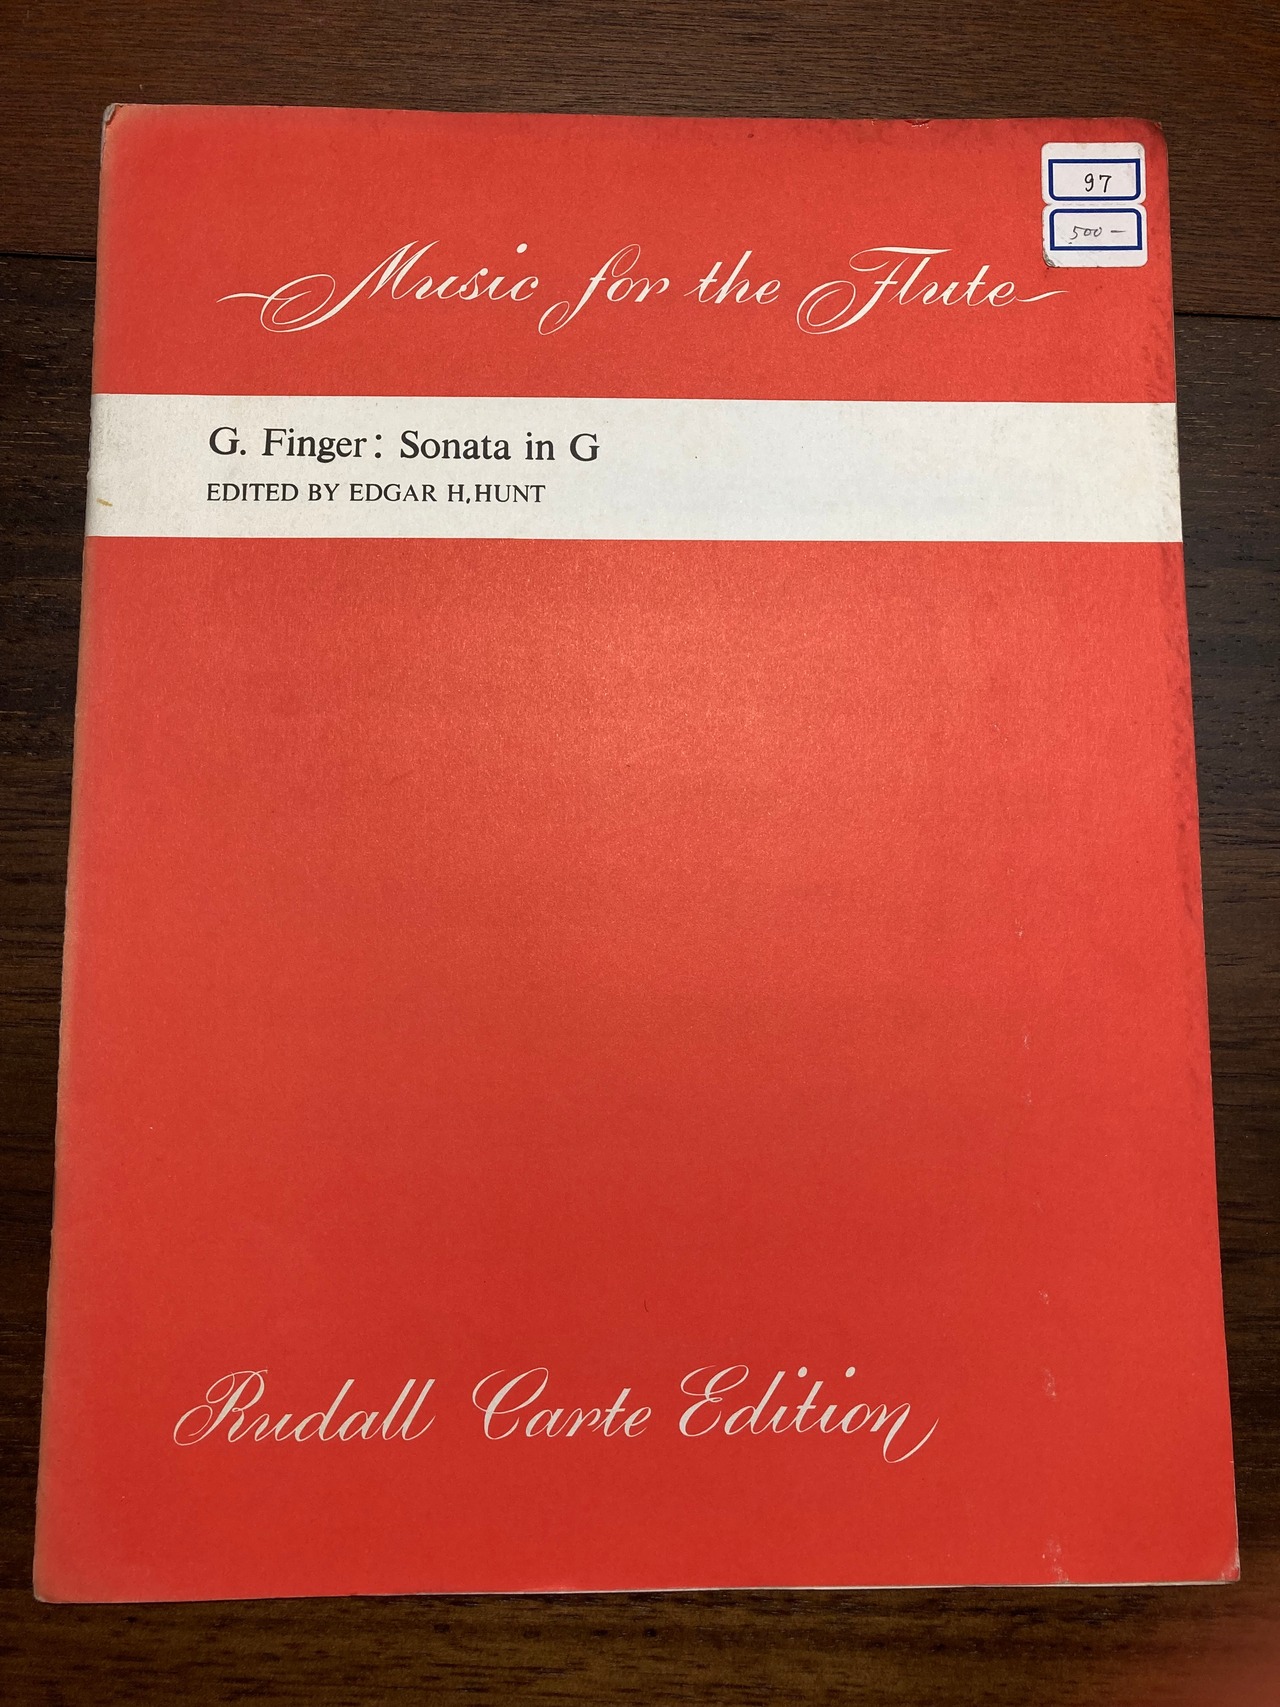 97
500-
Music for the Flute
G. Finger: Sonata in G
EDITED BY EDGAR H. HUNT
Rudall Carte Edition